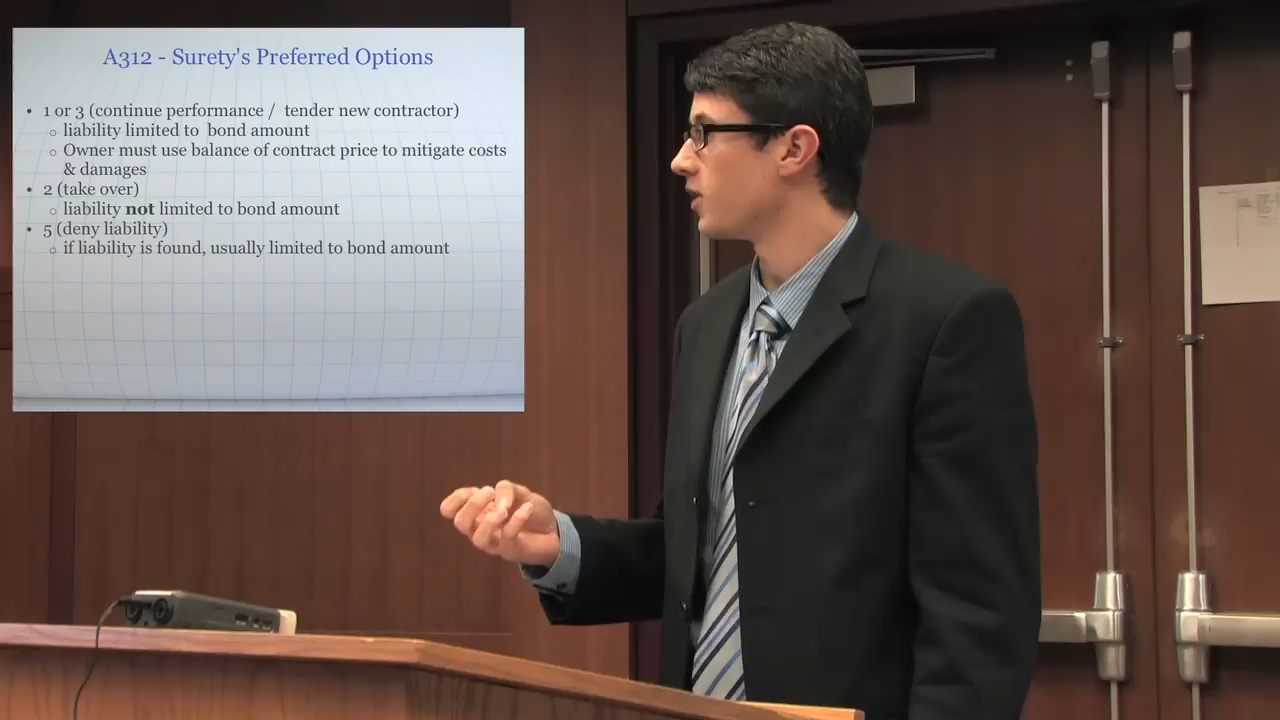 A312 - Surety's Preferred Options
• 1 or 3 (continue performance / tender new contractor)
o liability limited to bond amount
o Owner must use balance of contract price to mitigate costs
& damages
• 2 (take over)
o liability not limited to bond amount
• 5 (deny liability)
o if liability is found, usually limited to bond amount